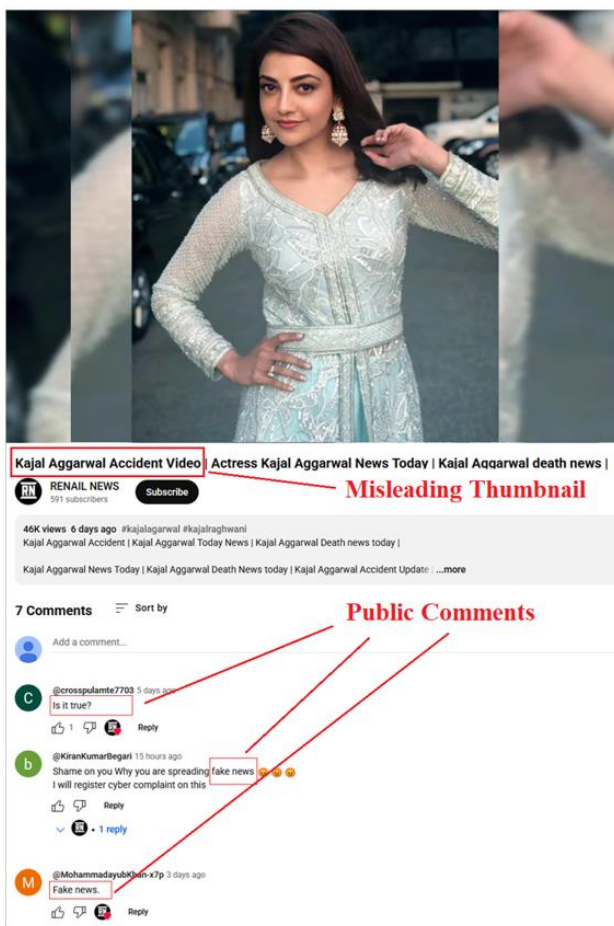 Kajal Aggarwal Accident Video | Actress Kajal Aggarwal News Today | Kajal Aggarwal death news |
RN
RENAIL NEWS
591 subscribers
Subscribe
Misleading Thumbnail
46K views 6 days ago #kajalagarwal #kajalraghwani
Kajal Aggarwal Accident | Kajal Aggarwal Today News | Kajal Aggarwal Death news today |
Kajal Aggarwal News Today | Kajal Aggarwal Death News today | Kajal Aggarwal Accident Update | ...more
7 Comments
Sort by
Public Comments
Add a comment...
C
@crosspulamte7703 5 days ago
Is it true?
1
Reply
b
@KiranKumarBegari 15 hours ago
Shame on you Why you are spreading fake news 😡 😡 😡
I will register cyber complaint on this
Reply
RN • 1 reply
M
@MohammadayubKhan-x7p 3 days ago
Fake news.
Reply